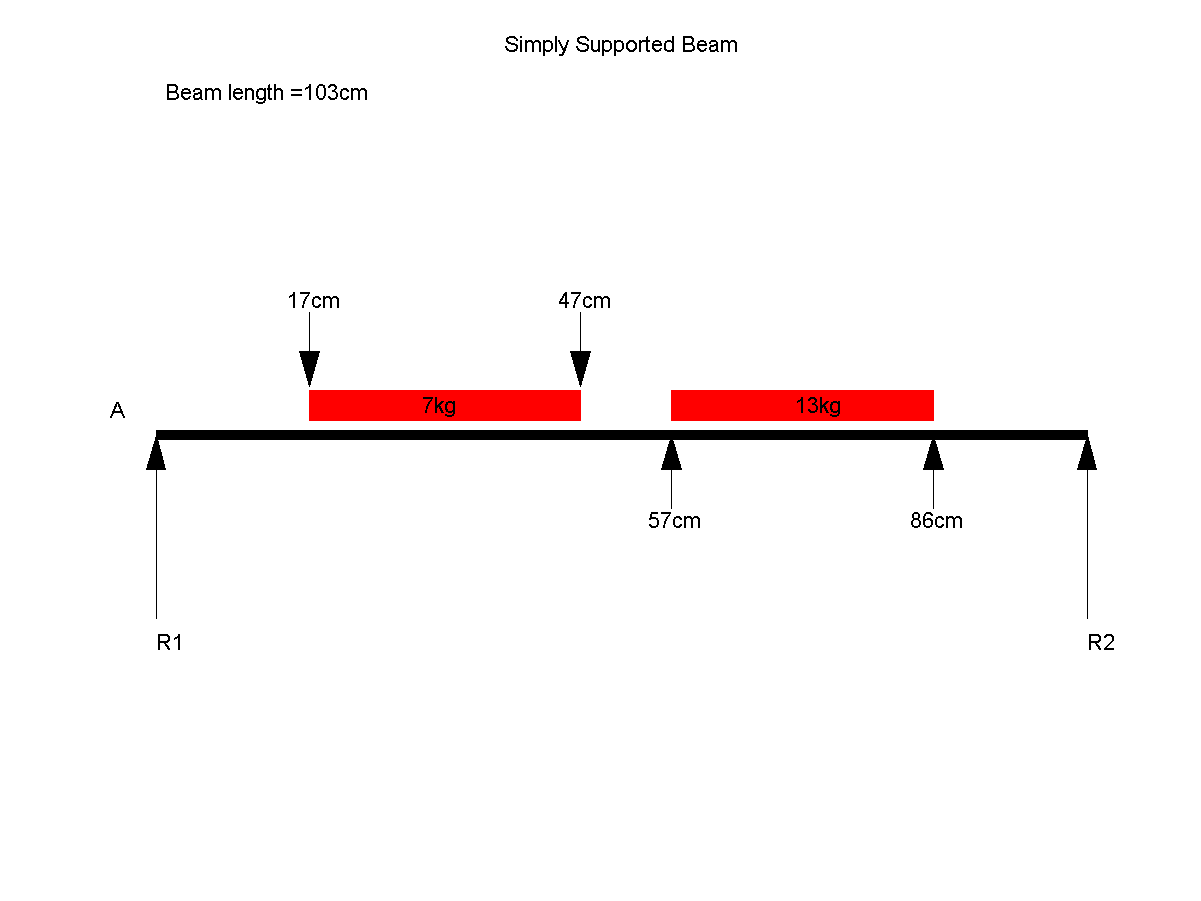 Simply Supported Beam
Beam length =103cm
17cm
47cm
7kg
13kg
A
57cm
86cm
R1
R2